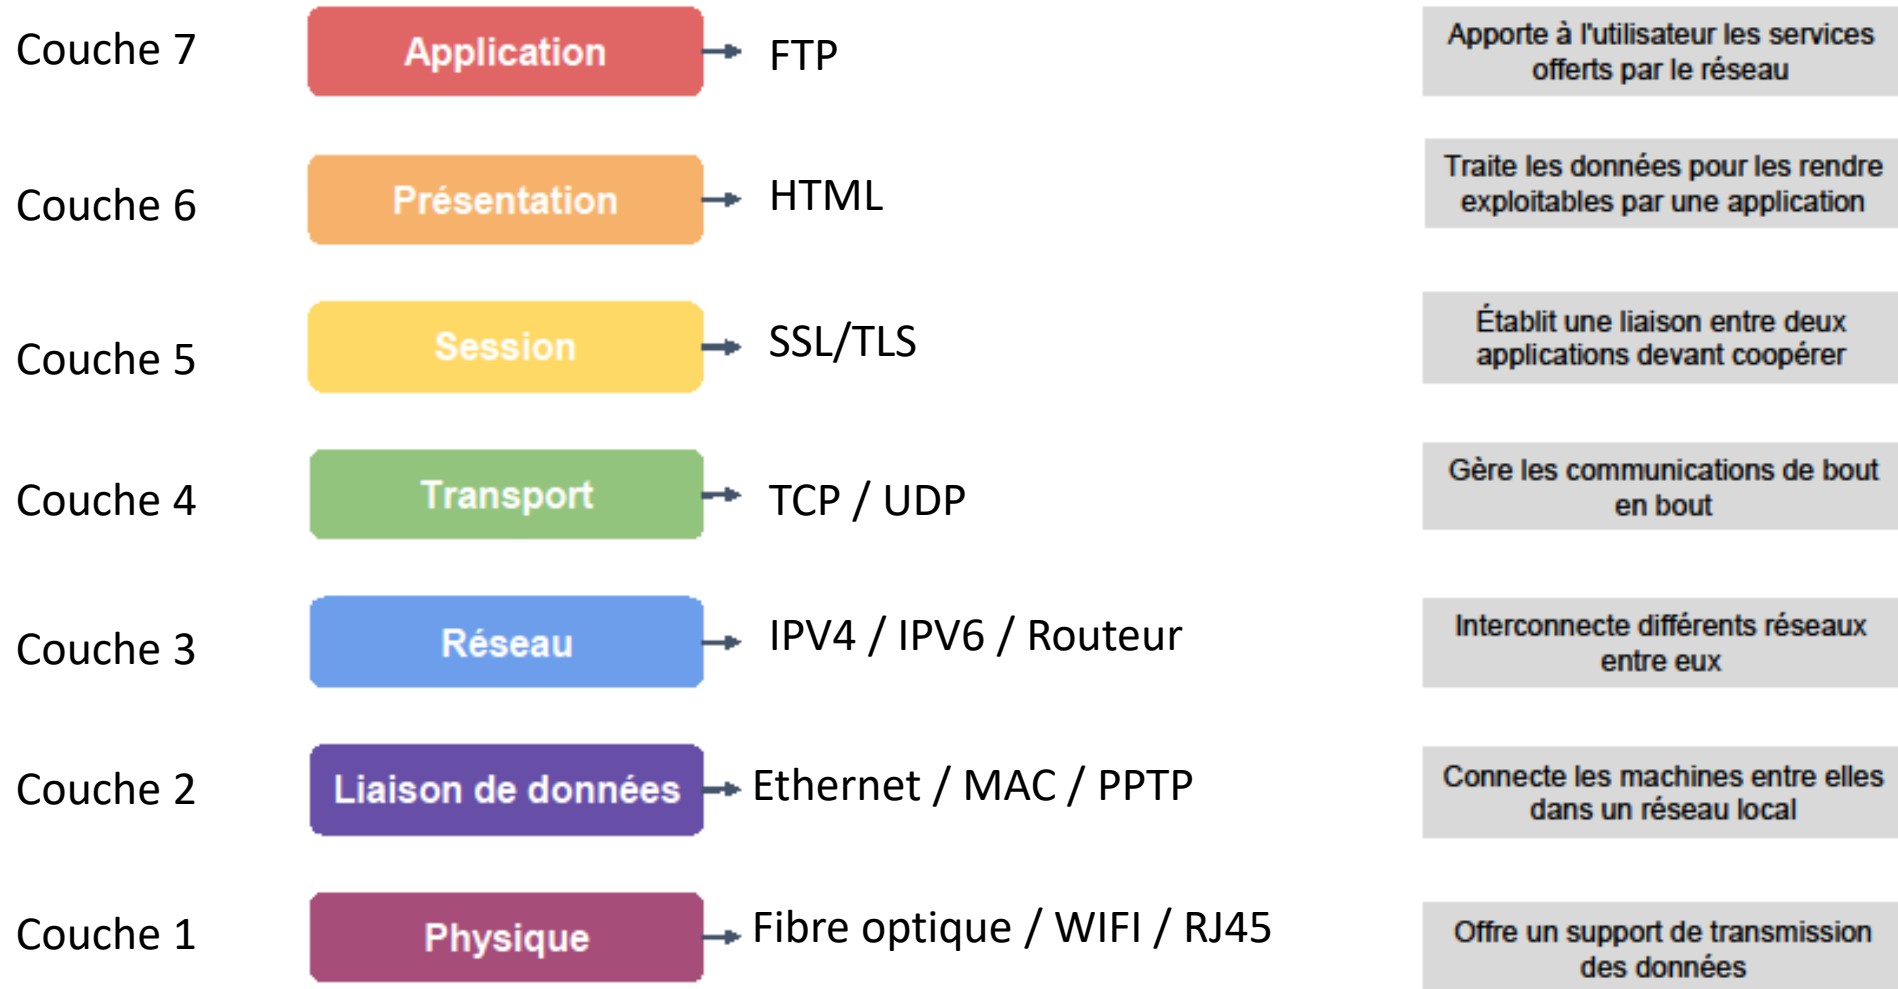 Couche 7
Application
FTP
Apporte à l'utilisateur les services
offerts par le réseau
Couche 6
Présentation
HTML
Traite les données pour les rendre
exploitables par une application
Couche 5
Session
SSL/TLS
Établit une liaison entre deux
applications devant coopérer
Couche 4
Transport
TCP / UDP
Gère les communications de bout
en bout
Couche 3
Réseau
IPV4 / IPV6 / Routeur
Interconnecte différents réseaux
entre eux
Couche 2
Liaison de données
Ethernet / MAC / PPTP
Connecte les machines entre elles
dans un réseau local
Couche 1
Physique
Fibre optique / WIFI / RJ45
Offre un support de transmission
des données